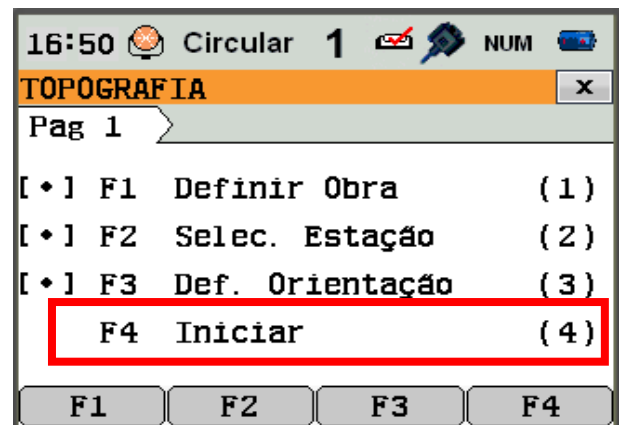 16:50 Circular 1 NUM
TOPOGRAFIA x
Pag 1
[•] F1 Definir Obra (1)
[•] F2 Selec. Estação (2)
[•] F3 Def. Orientação (3)
F4 Iniciar (4)
F1 F2 F3 F4